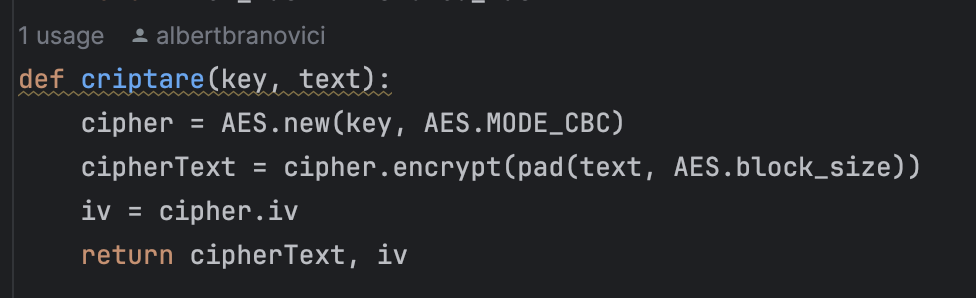 1 usage albertbranovici
def criptare(key, text):
    cipher = AES.new(key, AES.MODE_CBC)
    cipherText = cipher.encrypt(pad(text, AES.block_size))
    iv = cipher.iv
    return cipherText, iv